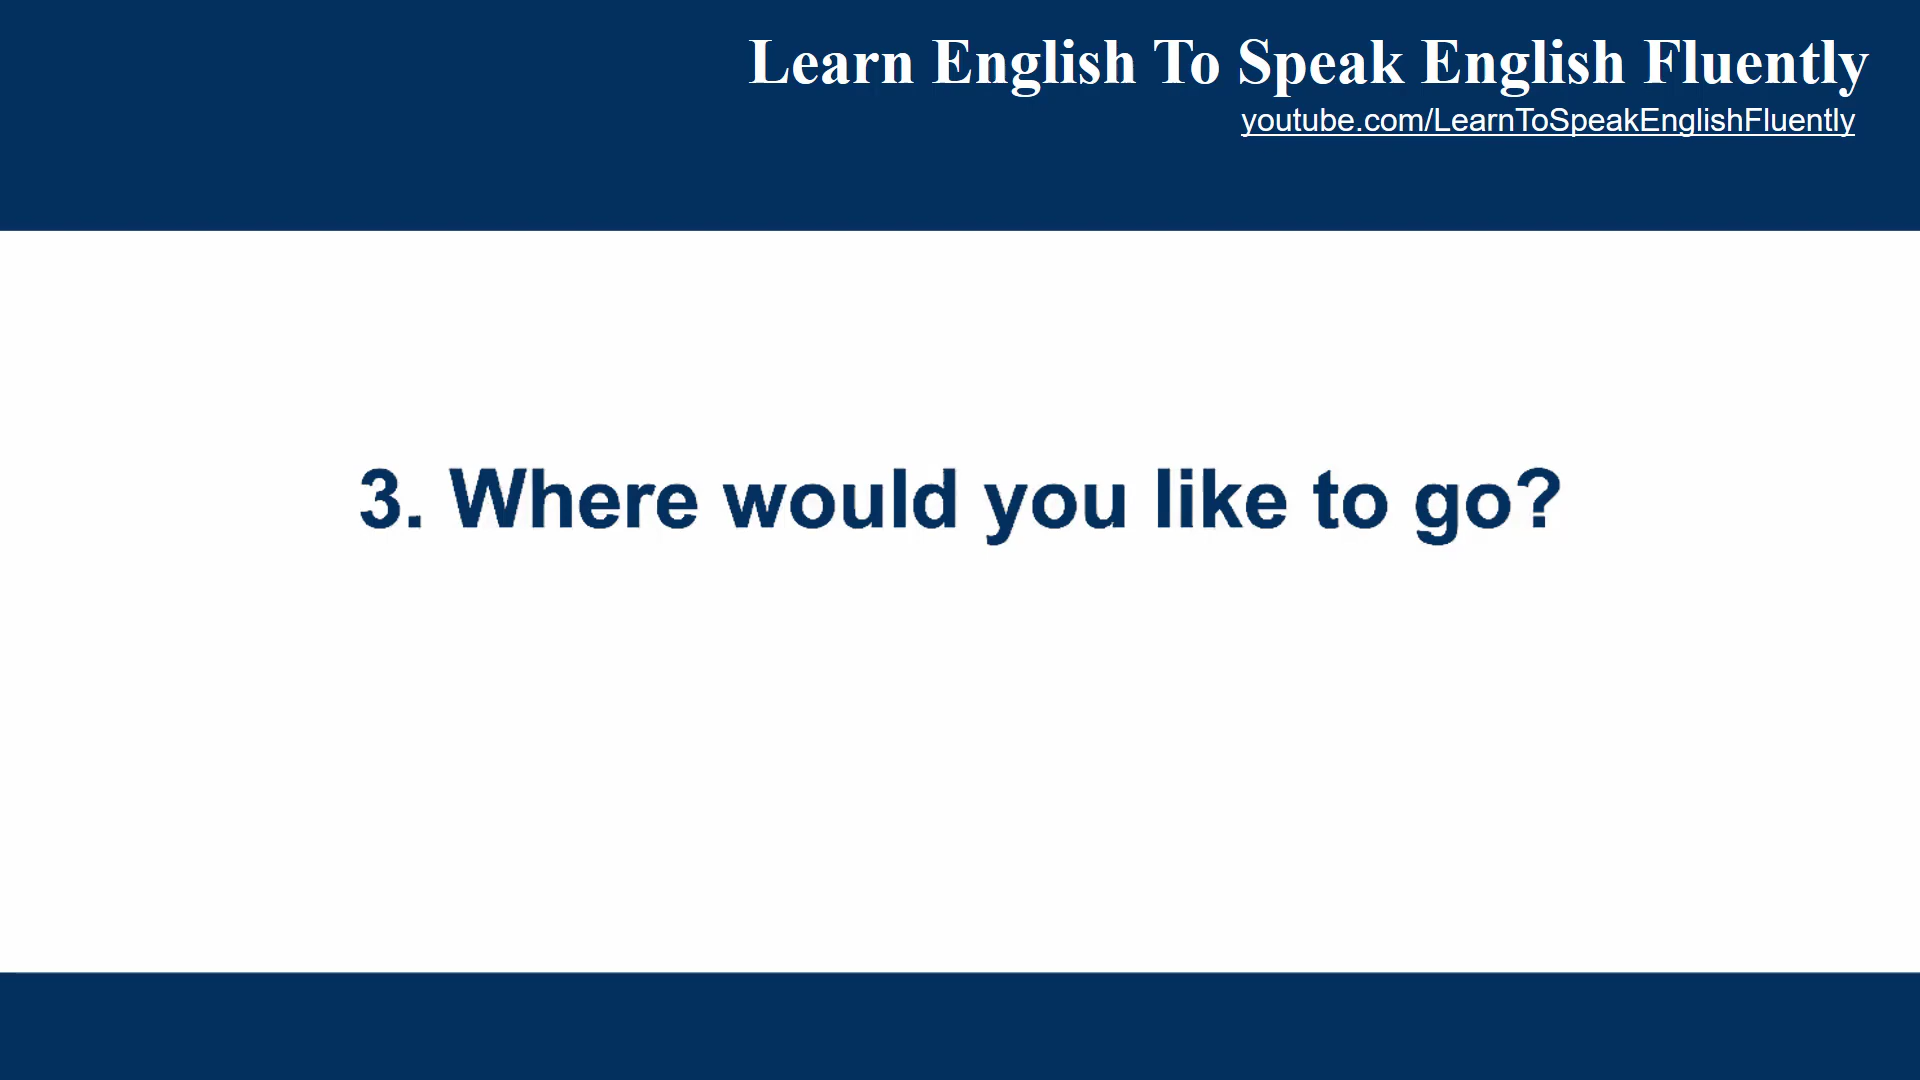 Learn English To Speak English Fluently
youtube.com/LearnToSpeakEnglishFluently
3. Where would you like to go?